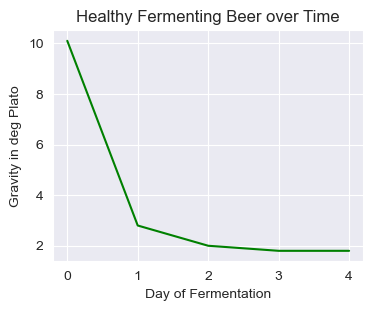 Healthy Fermenting Beer over Time
Gravity in deg Plato
10
8
6
4
2
0 1 2 3 4
Day of Fermentation